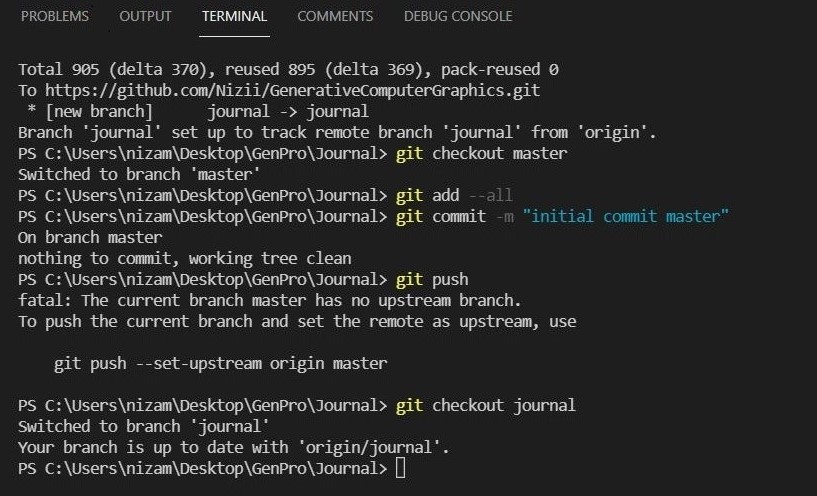 PROBLEMS OUTPUT TERMINAL COMMENTS DEBUG CONSOLE
Total 905 (delta 370), reused 895 (delta 369), pack-reused 0
To https://github.com/Nizii/GenerativeComputerGraphics.git
 * [new branch]      journal -> journal
Branch 'journal' set up to track remote branch 'journal' from 'origin'.
PS C:\Users\nizam\Desktop\GenPro\Journal> git checkout master
Switched to branch 'master'
PS C:\Users\nizam\Desktop\GenPro\Journal> git add --all
PS C:\Users\nizam\Desktop\GenPro\Journal> git commit -m "initial commit master"
On branch master
nothing to commit, working tree clean
PS C:\Users\nizam\Desktop\GenPro\Journal> git push
fatal: The current branch master has no upstream branch.
To push the current branch and set the remote as upstream, use
    git push --set-upstream origin master
PS C:\Users\nizam\Desktop\GenPro\Journal> git checkout journal
Switched to branch 'journal'
Your branch is up to date with 'origin/journal'.
PS C:\Users\nizam\Desktop\GenPro\Journal>